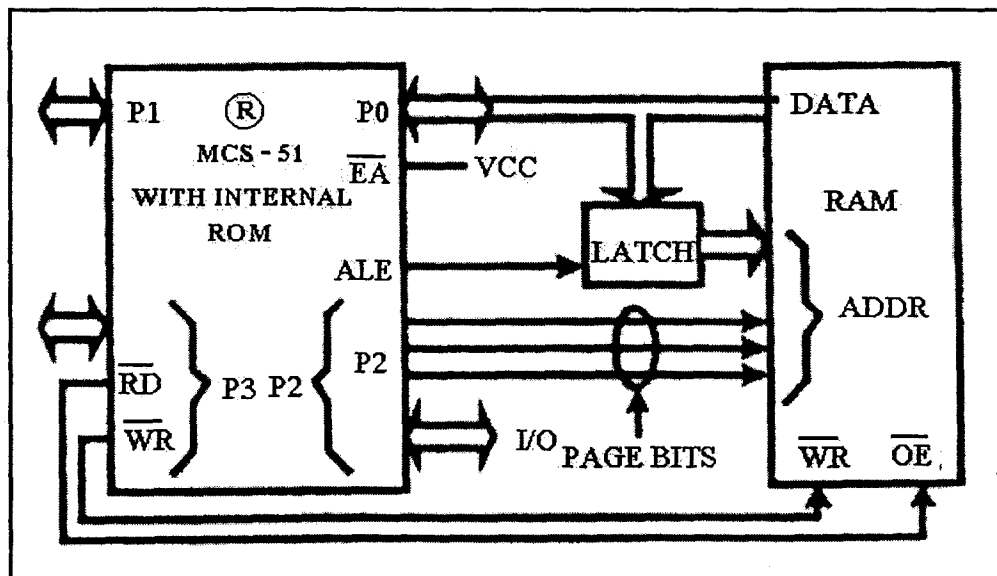 P1
®
P0
MCS - 51
WITH INTERNAL
ROM
EA
VCC
ALE
P3
P2
P2
RD
WR
I/O
PAGE BITS
LATCH
DATA
RAM
ADDR
WR
OE